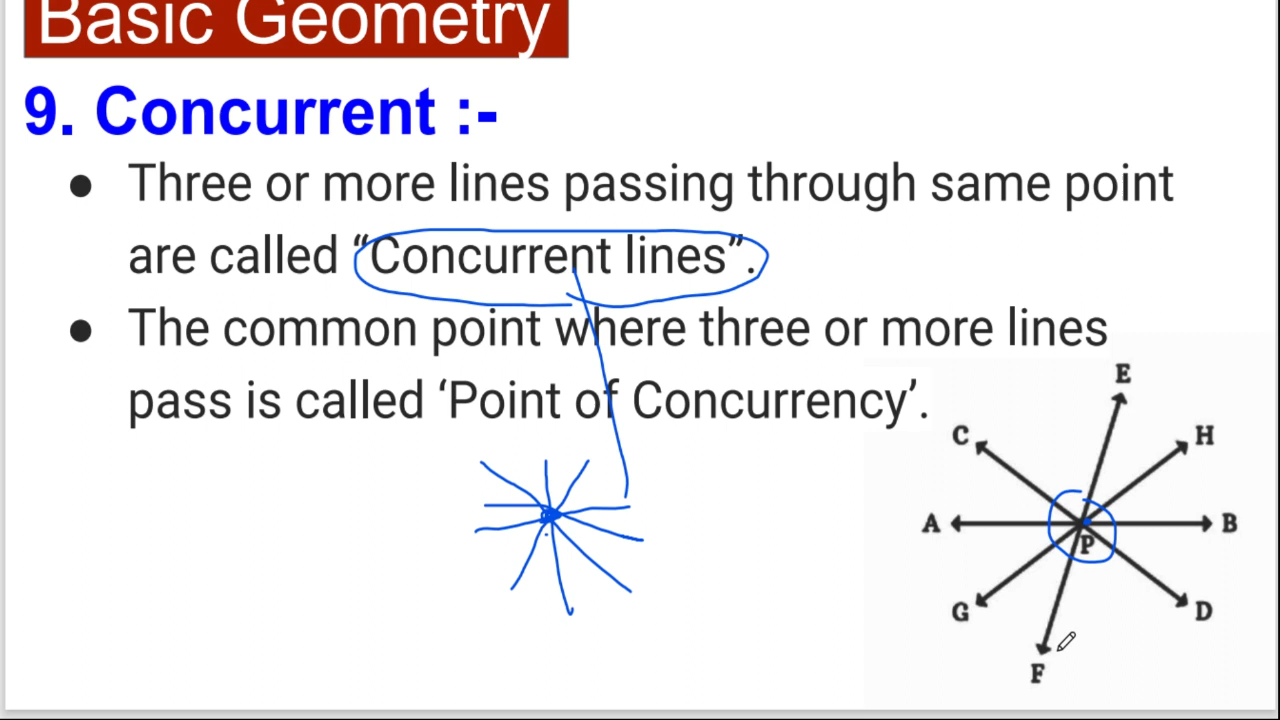 Basic Geometry
9. Concurrent :-
● Three or more lines passing through same point
are called “Concurrent lines”.
● The common point where three or more lines
pass is called ‘Point of Concurrency’.
E
C H
A B
P
G D
F